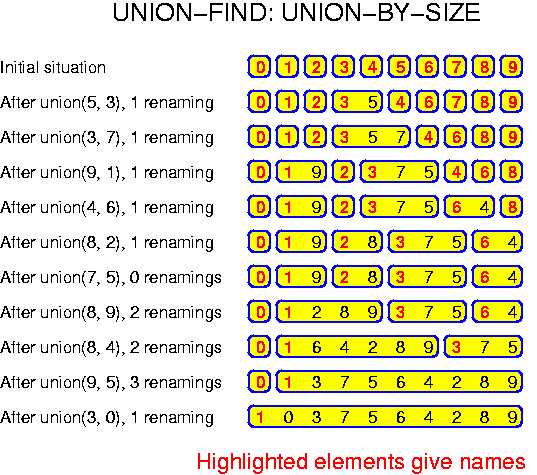 UNION-FIND: UNION-BY-SIZE
Initial situation 0 1 2 3 4 5 6 7 8 9
After union(5, 3), 1 renaming 0 1 2 3 5 4 6 7 8 9
After union(3, 7), 1 renaming 0 1 2 3 5 7 4 6 8 9
After union(9, 1), 1 renaming 0 1 9 2 3 7 5 4 6 8
After union(4, 6), 1 renaming 0 1 9 2 3 7 5 6 4 8
After union(8, 2), 1 renaming 0 1 9 2 8 3 7 5 6 4
After union(7, 5), 0 renamings 0 1 9 2 8 3 7 5 6 4
After union(8, 9), 2 renamings 0 1 2 8 9 3 7 5 6 4
After union(8, 4), 2 renamings 0 1 6 4 2 8 9 3 7 5
After union(9, 5), 3 renamings 0 1 3 7 5 6 4 2 8 9
After union(3, 0), 1 renaming 1 0 3 7 5 6 4 2 8 9
Highlighted elements give names